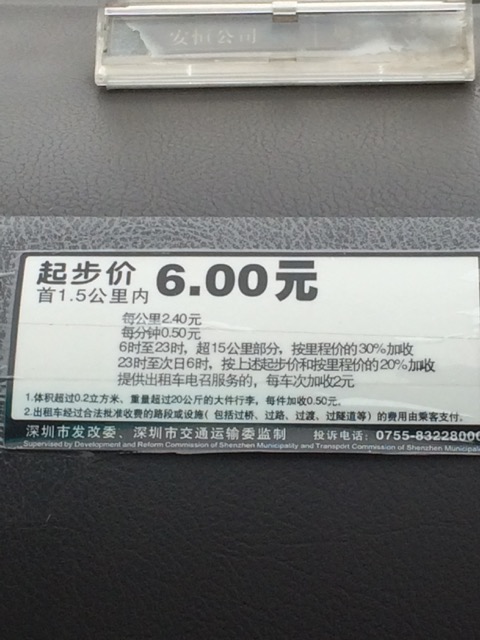 安恒公司
起步价 6.00元
首1.5公里内
每公里2.40元
每分钟0.50元
6时至23时，超15公里部分，按里程价的30%加收
23时至次日6时，按上述起步价和按里程价的20%加收
提供出租车电召服务的，每车次加收2元
1.体积超过0.2立方米、重量超过20公斤的大件行李，每件加收0.50元.
2.出租车经过合法批准收费的路段或设施（包括过桥、过路、过渡、过隧道等）的费用由乘客支付.
深圳市发改委、深圳市交通运输委监制 投诉电话：0755-83228000
Supervised by Development and Reform Commission of Shenzhen Municipality and Transport Commission of Shenzhen Municipal